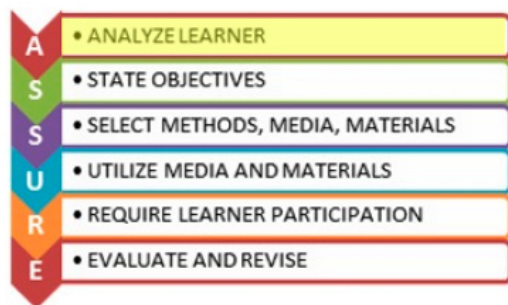 A • ANALYZE LEARNER
S • STATE OBJECTIVES
S • SELECT METHODS, MEDIA, MATERIALS
U • UTILIZE MEDIA AND MATERIALS
R • REQUIRE LEARNER PARTICIPATION
E • EVALUATE AND REVISE